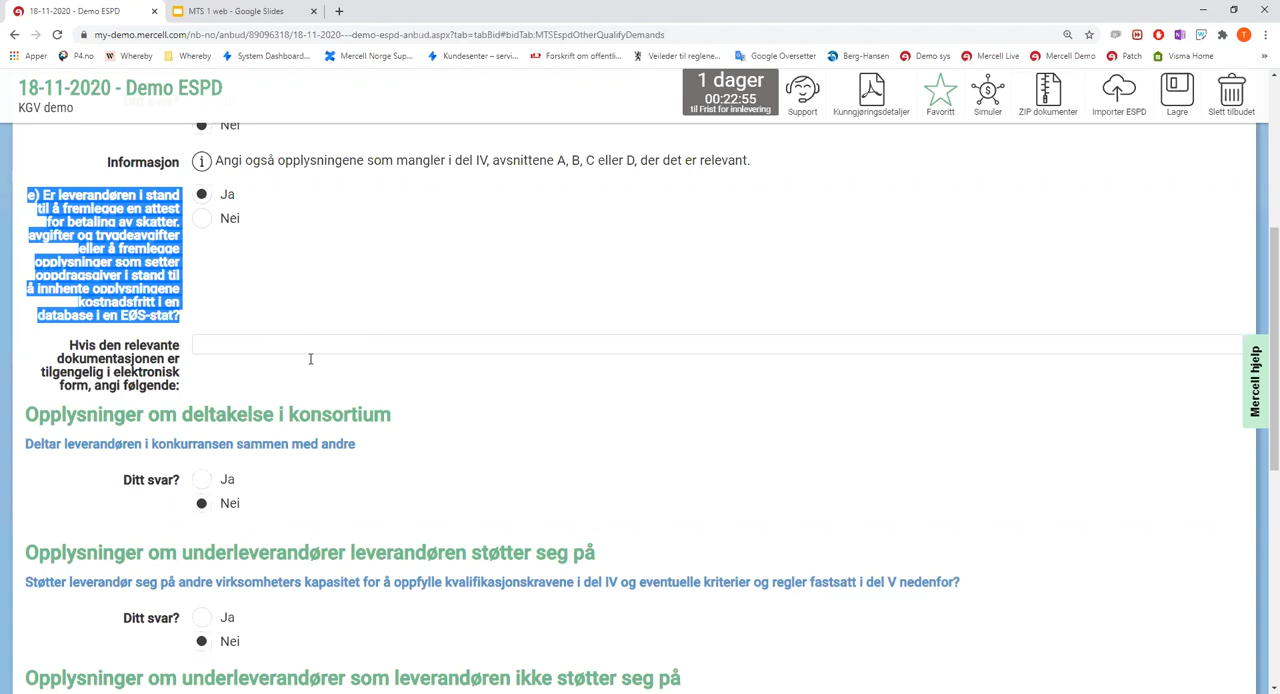 18-11-2020 - Demo ESPD
MTS 1 web - Google Slides
my-demo.mercell.com/nb-no/anbud/89096318/18-11-2020---demo-espd-anbud.aspx?tab=tabBid#bidTab:MTSEspdOtherQualifyDemands
Apper P4.no Whereby Whereby System Dashboard... Mercell Norge Sup... Kundesenter – servi... Forskrift om offentli... Veileder til reglene... Google Oversetter Berg-Hansen Demo sys Mercell Live Mercell Demo Patch Visma Home
18-11-2020 - Demo ESPD
KGV demo
1 dager
00:22:55
til Frist for innlevering
Support
Kunngjøringsdetaljer
Favoritt
Simuler
ZIP dokumenter
Importer ESPD
Lagre
Slett tilbudet
Nei
Informasjon
Angi også opplysningene som mangler i del IV, avsnittene A, B, C eller D, der det er relevant.
e) Er leverandøren i stand
til å fremlegge en attest
for betaling av skatter.
avgifter og trygdeavgifter
eller å fremlegge
opplysninger som setter
oppdragsgiver i stand til
å innhente opplysningene
kostnadsfritt i en
database i en EØS-stat?
Ja
Nei
Hvis den relevante
dokumentasjonen er
tilgengelig i elektronisk
form, angi følgende:
Mercell hjelp
Opplysninger om deltakelse i konsortium
Deltar leverandøren i konkurransen sammen med andre
Ditt svar?
Ja
Nei
Opplysninger om underleverandører leverandøren støtter seg på
Støtter leverandør seg på andre virksomheters kapasitet for å oppfylle kvalifikasjonskravene i del IV og eventuelle kriterier og regler fastsatt i del V nedenfor?
Ditt svar?
Ja
Nei
Opplysninger om underleverandører som leverandøren ikke støtter seg på